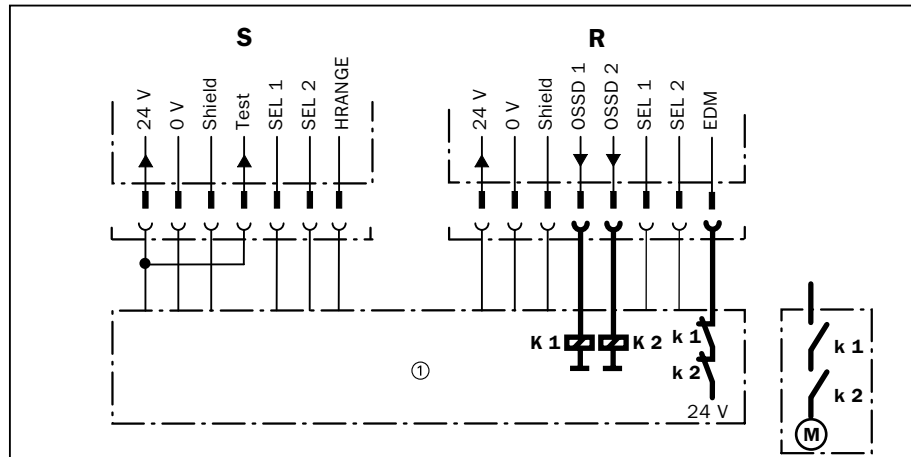 S
R
24 V
0 V
Shield
Test
SEL 1
SEL 2
HRANGE
24 V
0 V
Shield
OSSD 1
OSSD 2
SEL 1
SEL 2
EDM
K 1
K 2
k 1
k 2
24 V
①
k 1
k 2
M